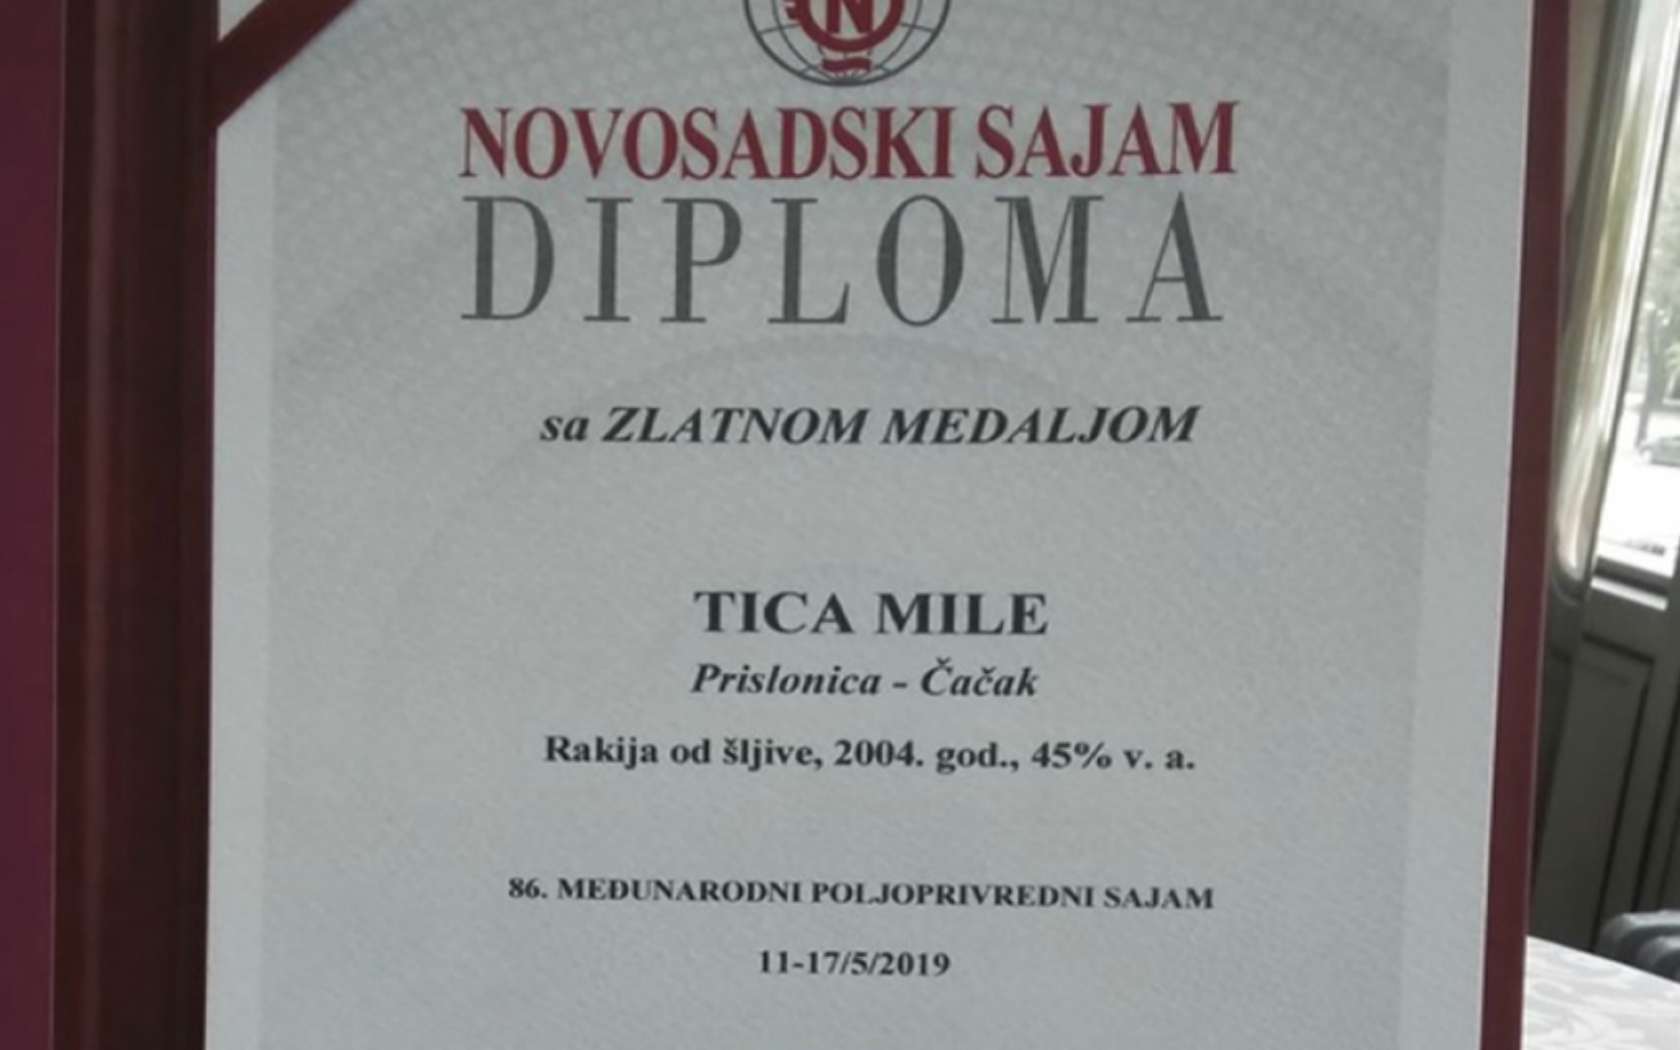 N
NOVOSADSKI SAJAM
DIPLOMA
sa ZLATNOM MEDALJOM
TICA MILE
Prislonica - Čačak
Rakija od šljive, 2004. god., 45% v. a.
86. MEĐUNARODNI POLJOPRIVREDNI SAJAM
11-17/5/2019